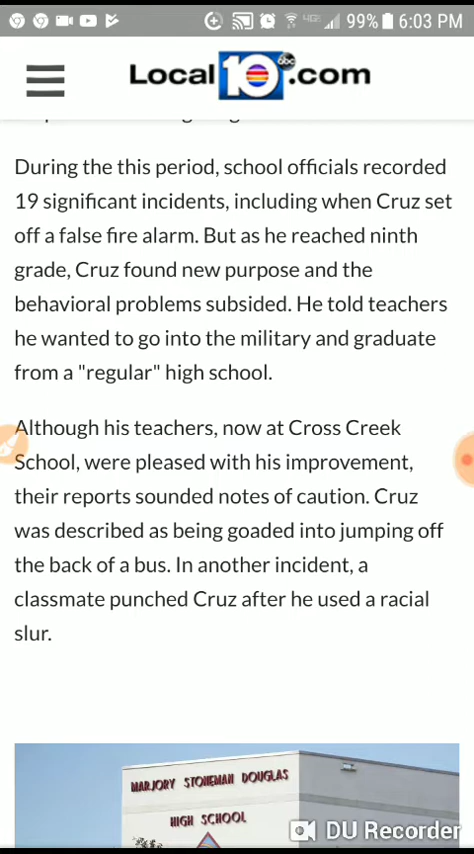 4G 99% 6:03 PM
Local 10 abc .com
During the this period, school officials recorded
19 significant incidents, including when Cruz set
off a false fire alarm. But as he reached ninth
grade, Cruz found new purpose and the
behavioral problems subsided. He told teachers
he wanted to go into the military and graduate
from a "regular" high school.
Although his teachers, now at Cross Creek
School, were pleased with his improvement,
their reports sounded notes of caution. Cruz
was described as being goaded into jumping off
the back of a bus. In another incident, a
classmate punched Cruz after he used a racial
slur.
MARJORY STONEMAN DOUGLAS
HIGH SCHOOL
DU Recorder